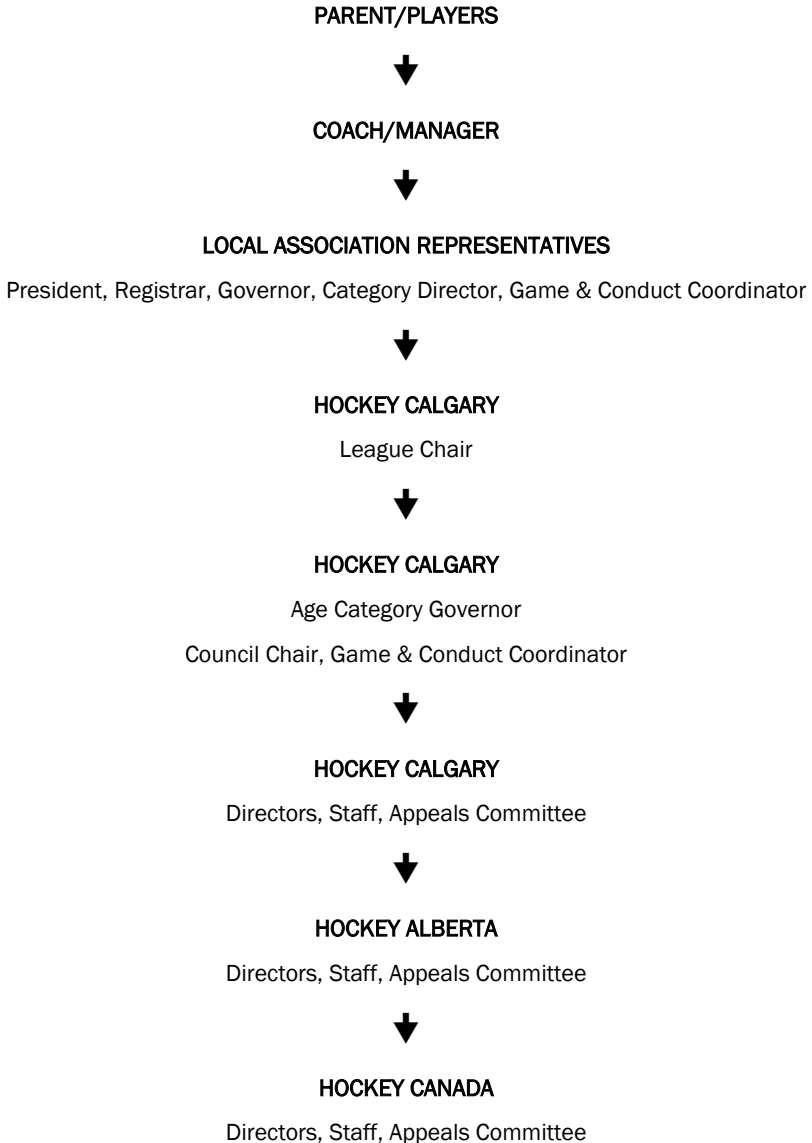 PARENT/PLAYERS
COACH/MANAGER
LOCAL ASSOCIATION REPRESENTATIVES
President, Registrar, Governor, Category Director, Game & Conduct Coordinator
HOCKEY CALGARY
League Chair
HOCKEY CALGARY
Age Category Governor
Council Chair, Game & Conduct Coordinator
HOCKEY CALGARY
Directors, Staff, Appeals Committee
HOCKEY ALBERTA
Directors, Staff, Appeals Committee
HOCKEY CANADA
Directors, Staff, Appeals Committee